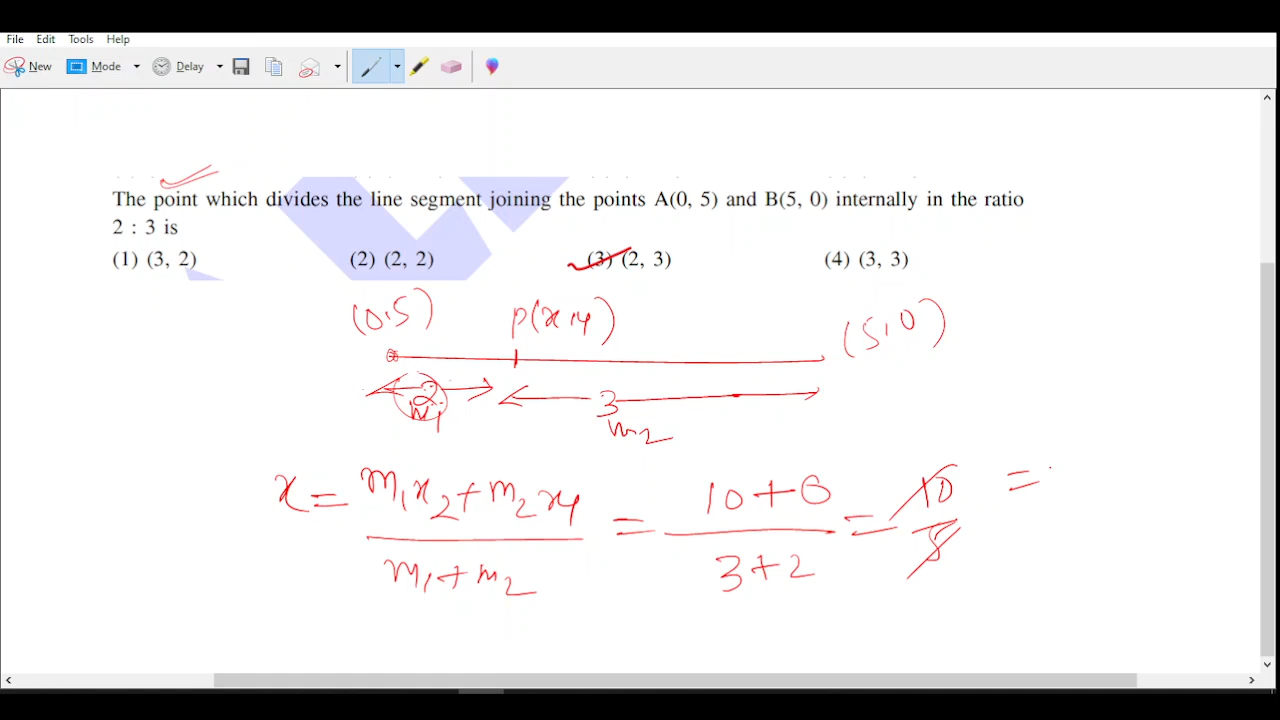 File Edit Tools Help
New Mode Delay
The point which divides the line segment joining the points A(0, 5) and B(5, 0) internally in the ratio
2 : 3 is
(1) (3, 2) (2) (2, 2) (3) (2, 3) (4) (3, 3)
(0,5) P(x,y) (5,0)
2 3
m1 m2
x = m1x2+m2x1 = 10+0 = 10 =
m1+m2 3+2 5